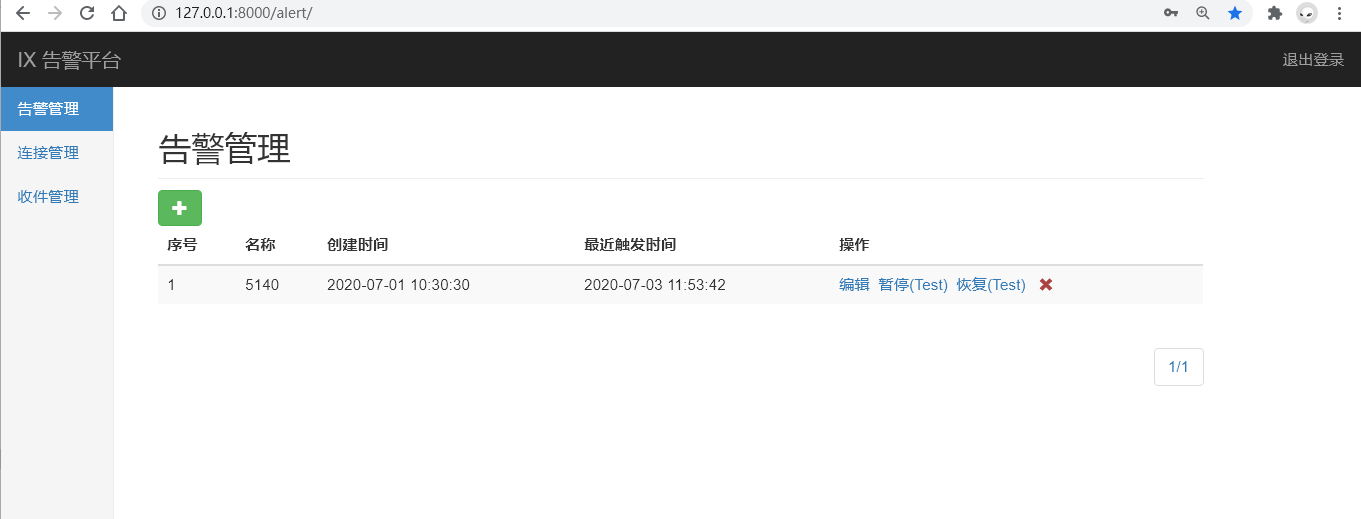 127.0.0.1:8000/alert/
IX 告警平台 退出登录
告警管理
连接管理
收件管理
告警管理
序号 名称 创建时间 最近触发时间 操作
1 5140 2020-07-01 10:30:30 2020-07-03 11:53:42 编辑 暂停(Test) 恢复(Test)
1/1